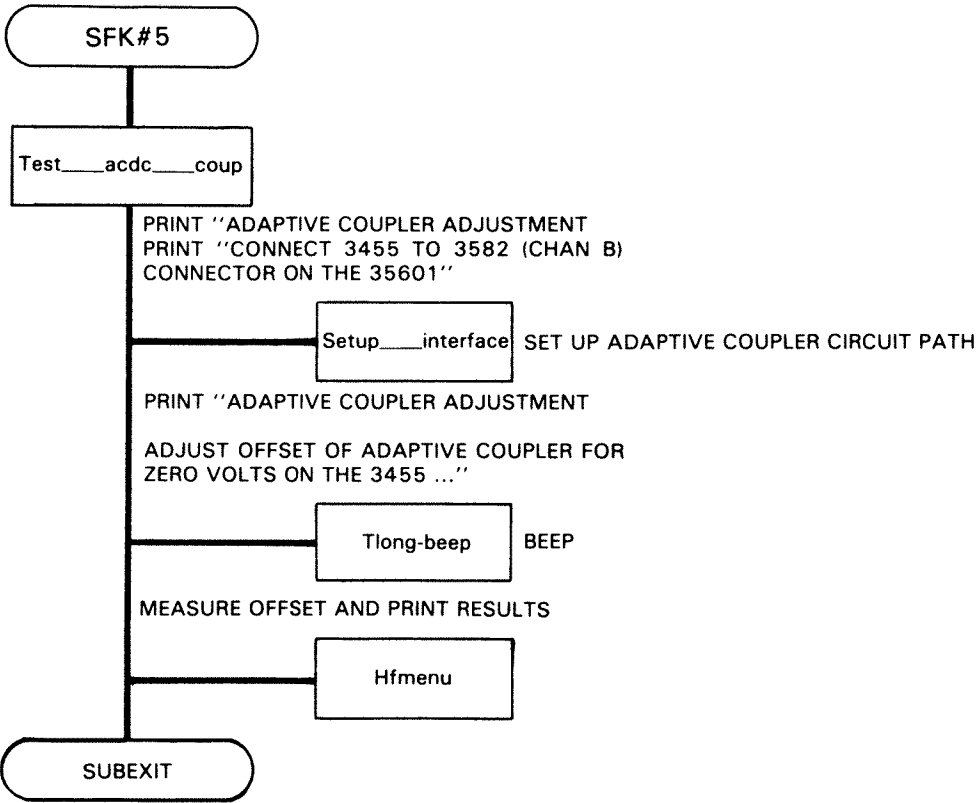 SFK#5
Test____acdc____coup
PRINT ''ADAPTIVE COUPLER ADJUSTMENT
PRINT ''CONNECT 3455 TO 3582 (CHAN B)
CONNECTOR ON THE 35601''
Setup____interface
SET UP ADAPTIVE COUPLER CIRCUIT PATH
PRINT ''ADAPTIVE COUPLER ADJUSTMENT
ADJUST OFFSET OF ADAPTIVE COUPLER FOR
ZERO VOLTS ON THE 3455 ...''
Tlong-beep
BEEP
MEASURE OFFSET AND PRINT RESULTS
Hfmenu
SUBEXIT